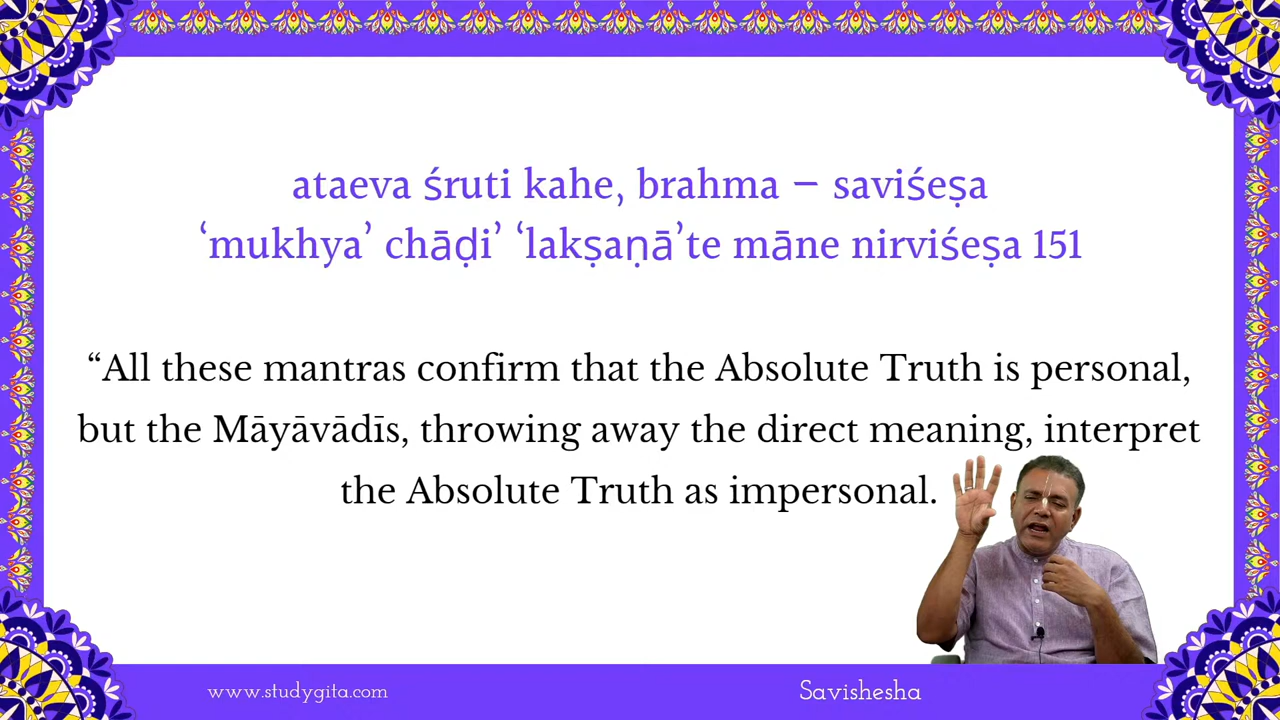 ataeva śruti kahe, brahma – saviśeṣa
‘mukhya’ chāḍi’ ‘lakṣaṇā’te māne nirviśeṣa 151
“All these mantras confirm that the Absolute Truth is personal,
but the Māyāvādīs, throwing away the direct meaning, interpret
the Absolute Truth as impersonal.
www.studygita.com
Savishesha